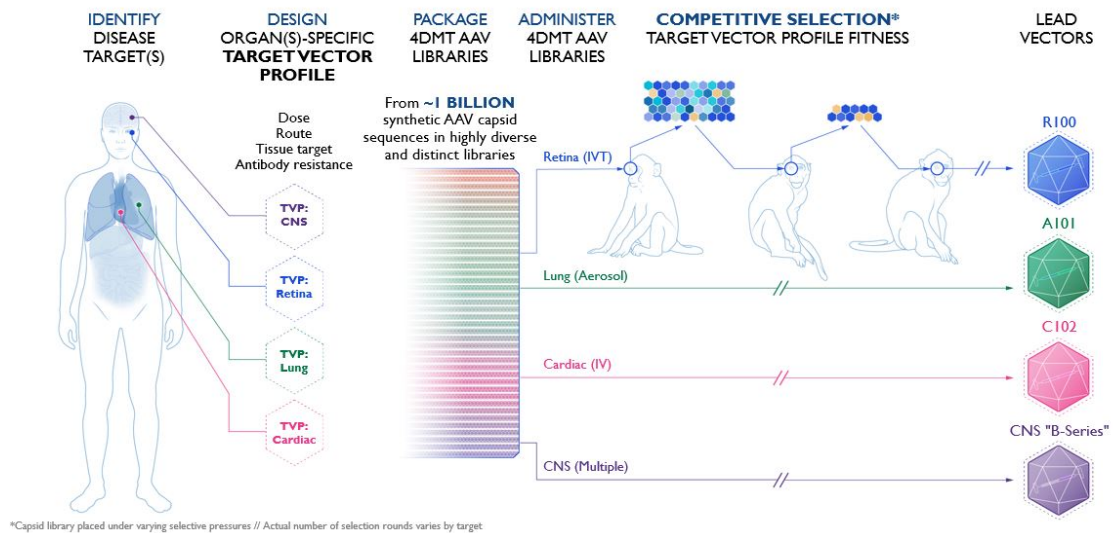 IDENTIFY
DISEASE
TARGET(S)
DESIGN
ORGAN(S)-SPECIFIC
TARGET VECTOR
PROFILE
PACKAGE
4DMT AAV
LIBRARIES
ADMINISTER
4DMT AAV
LIBRARIES
COMPETITIVE SELECTION*
TARGET VECTOR PROFILE FITNESS
LEAD
VECTORS
Dose
Route
Tissue target
Antibody resistance
TVP:
CNS
TVP:
Retina
TVP:
Lung
TVP:
Cardiac
From ~1 BILLION
synthetic AAV capsid
sequences in highly diverse
and distinct libraries
Retina (IVT)
Lung (Aerosol)
Cardiac (IV)
CNS (Multiple)
R100
A101
C102
CNS "B-Series"
*Capsid library placed under varying selective pressures // Actual number of selection rounds varies by target